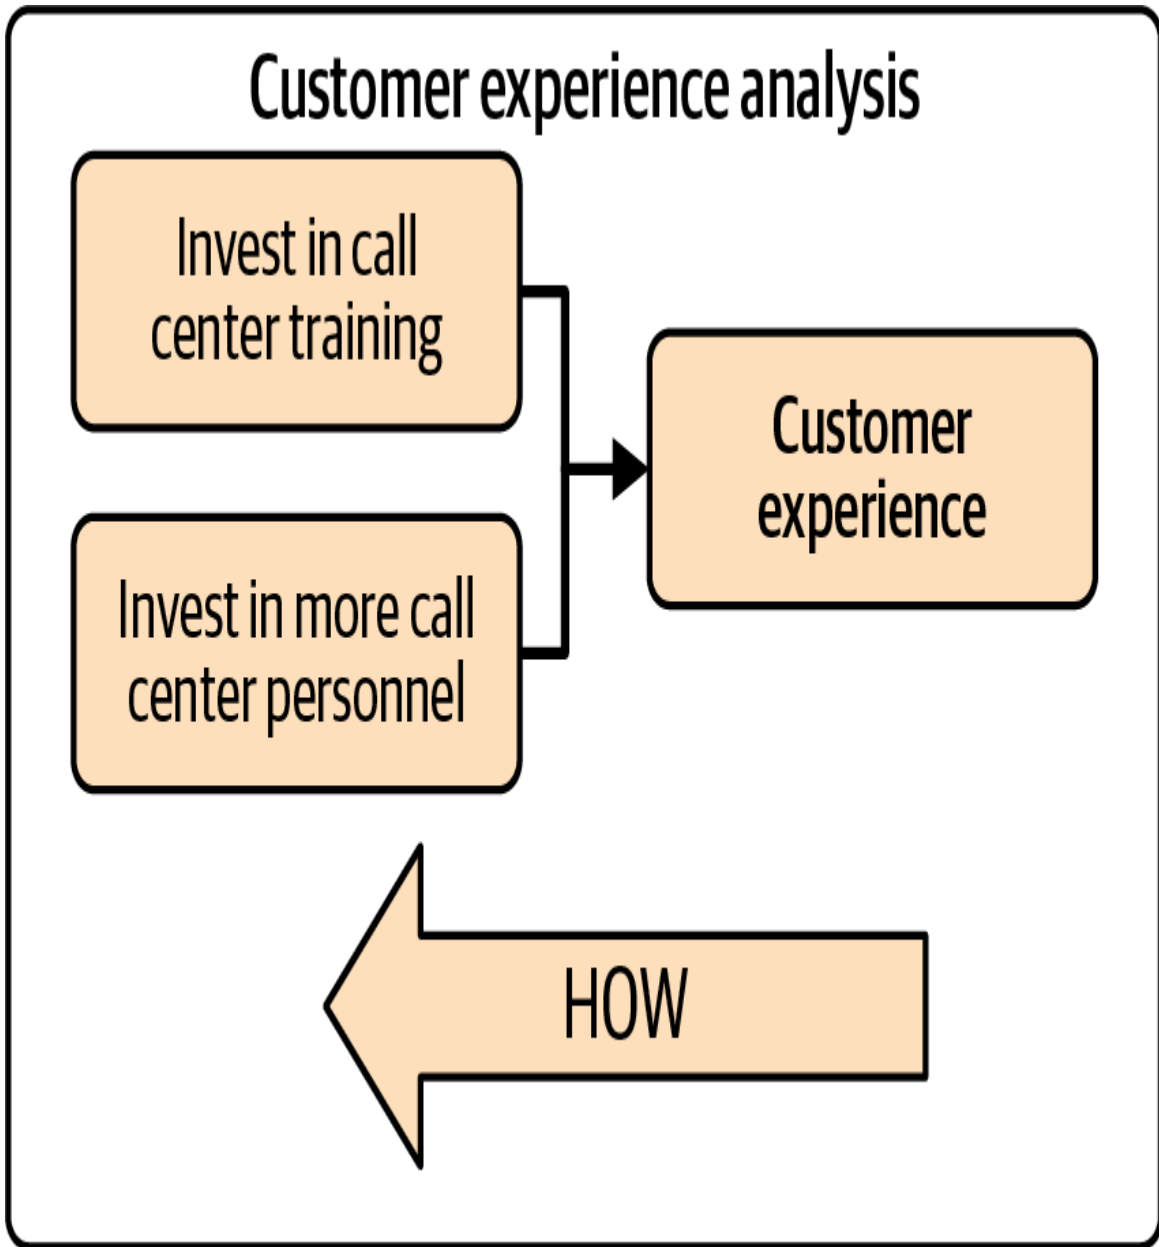 Customer experience analysis
Invest in call
center training
Invest in more call
center personnel
Customer
experience
HOW